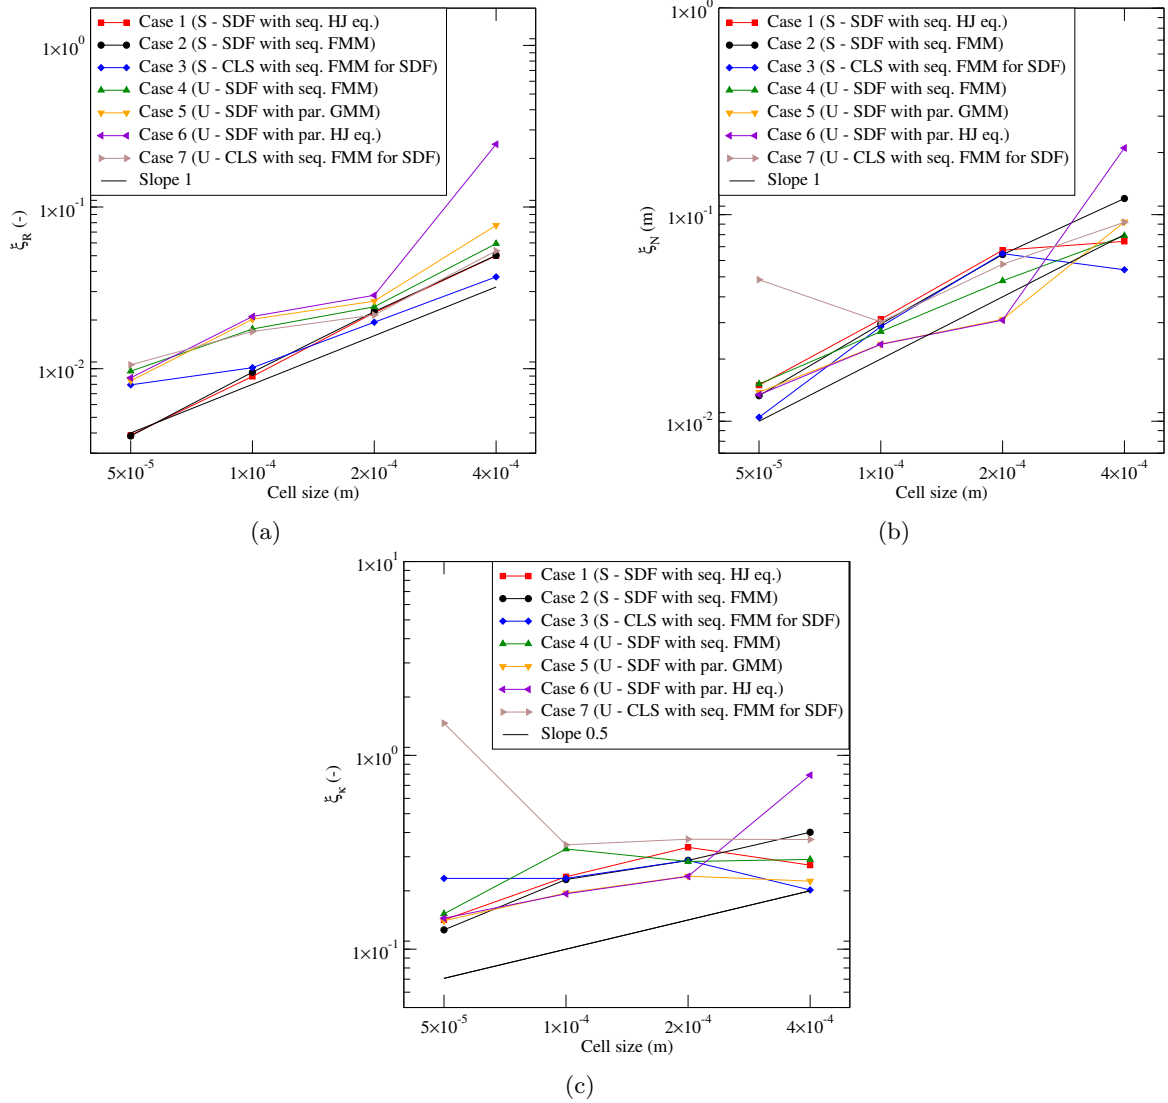 Case 1 (S - SDF with seq. HJ eq.)
Case 2 (S - SDF with seq. FMM)
Case 3 (S - CLS with seq. FMM for SDF)
Case 4 (U - SDF with seq. FMM)
Case 5 (U - SDF with par. GMM)
Case 6 (U - SDF with par. HJ eq.)
Case 7 (U - CLS with seq. FMM for SDF)
Slope 1
1×10⁰
1×10⁻¹
1×10⁻²
ξ_R (-)
5×10⁻⁵ 1×10⁻⁴ 2×10⁻⁴ 4×10⁻⁴
Cell size (m)
(a)
Case 1 (S - SDF with seq. HJ eq.)
Case 2 (S - SDF with seq. FMM)
Case 3 (S - CLS with seq. FMM for SDF)
Case 4 (U - SDF with seq. FMM)
Case 5 (U - SDF with par. GMM)
Case 6 (U - SDF with par. HJ eq.)
Case 7 (U - CLS with seq. FMM for SDF)
Slope 1
1×10⁰
1×10⁻¹
1×10⁻²
ξ_N (m)
5×10⁻⁵ 1×10⁻⁴ 2×10⁻⁴ 4×10⁻⁴
Cell size (m)
(b)
Case 1 (S - SDF with seq. HJ eq.)
Case 2 (S - SDF with seq. FMM)
Case 3 (S - CLS with seq. FMM for SDF)
Case 4 (U - SDF with seq. FMM)
Case 5 (U - SDF with par. GMM)
Case 6 (U - SDF with par. HJ eq.)
Case 7 (U - CLS with seq. FMM for SDF)
Slope 0.5
1×10¹
1×10⁰
1×10⁻¹
ξ_κ (-)
5×10⁻⁵ 1×10⁻⁴ 2×10⁻⁴ 4×10⁻⁴
Cell size (m)
(c)